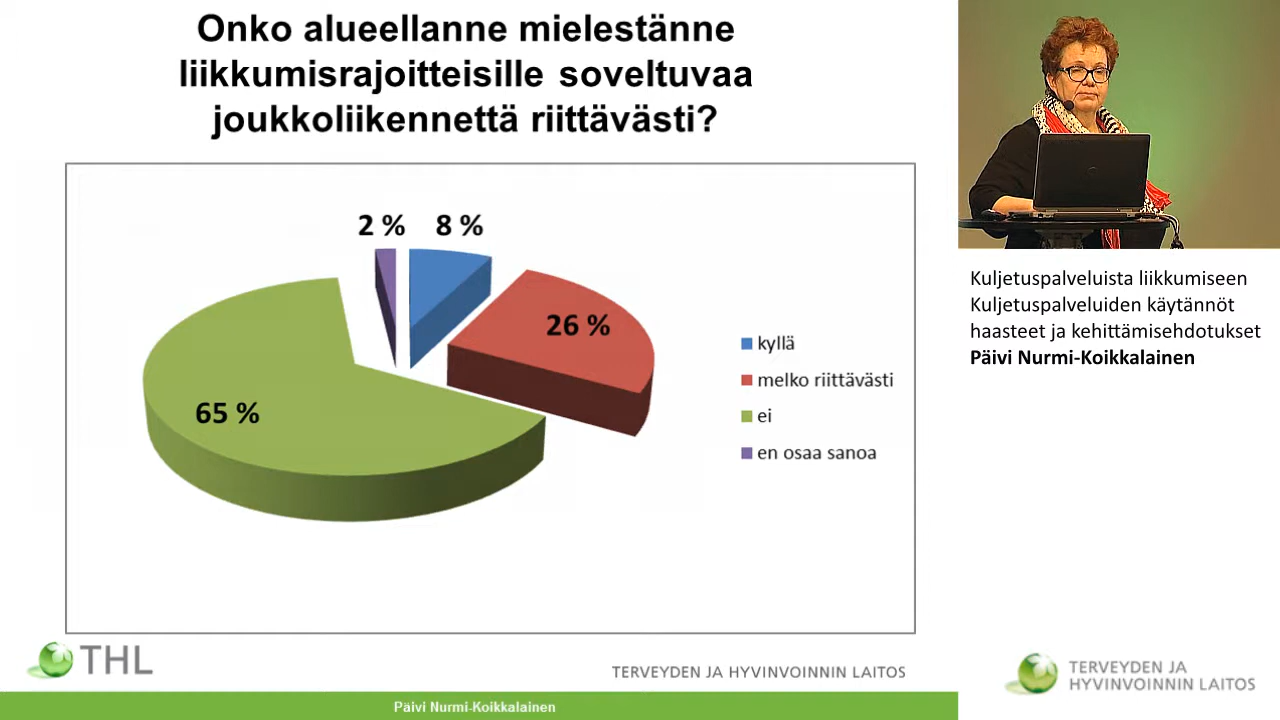 Onko alueellanne mielestänne
liikkumisrajoitteisille soveltuvaa
joukkoliikennettä riittävästi?
2 %
8 %
26 %
65 %
kyllä
melko riittävästi
ei
en osaa sanoa
THL
TERVEYDEN JA HYVINVOINNIN LAITOS
Päivi Nurmi-Koikkalainen
Kuljetuspalveluista liikkumiseen
Kuljetuspalveluiden käytännöt
haasteet ja kehittämisehdotukset
Päivi Nurmi-Koikkalainen
TERVEYDEN JA
HYVINVOINNIN LAITOS